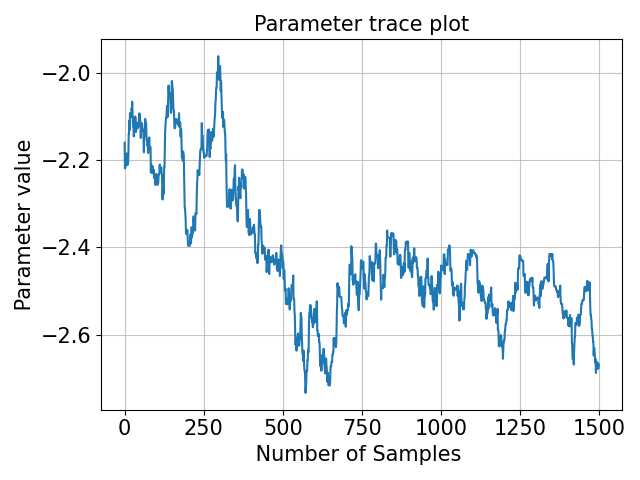 Parameter trace plot
Parameter value
−2.0
−2.2
−2.4
−2.6
0 250 500 750 1000 1250 1500
Number of Samples